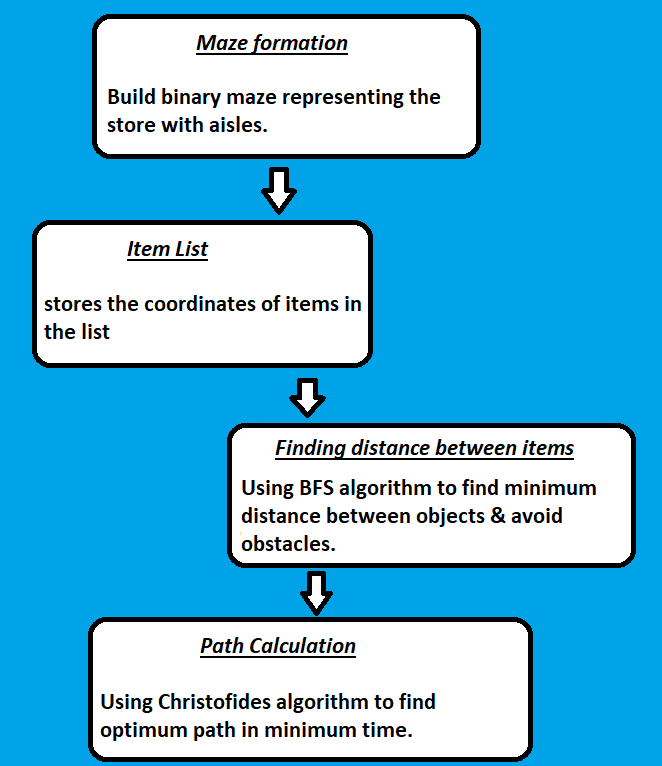 Maze formation
Build binary maze representing the
store with aisles.
Item List
stores the coordinates of items in
the list
Finding distance between items
Using BFS algorithm to find minimum
distance between objects & avoid
obstacles.
Path Calculation
Using Christofides algorithm to find
optimum path in minimum time.